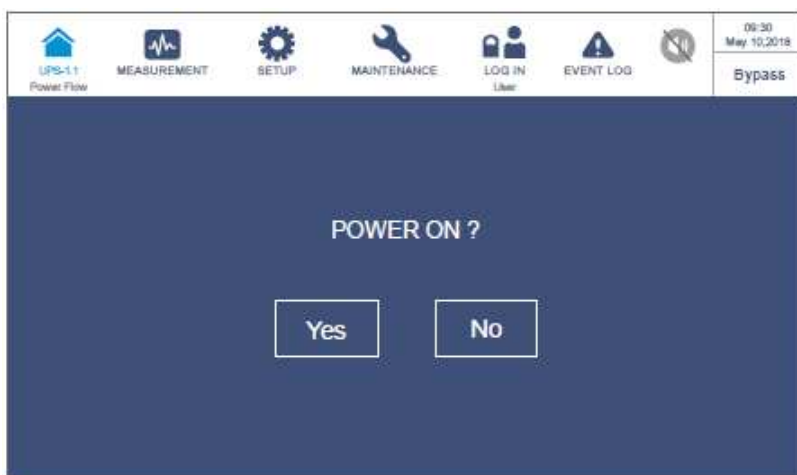 UPS-1.1
Power Flow
MEASUREMENT
SETUP
MAINTENANCE
LOG IN
User
EVENT LOG
09:30
May 10,2018
Bypass
POWER ON ?
Yes
No